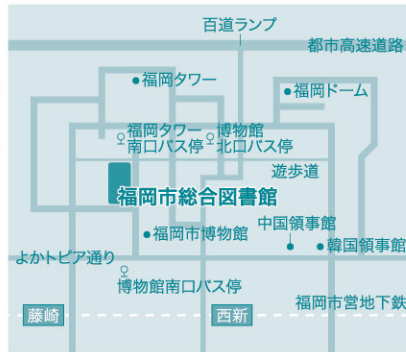 百道ランプ
都市高速道路
福岡タワー
福岡ドーム
福岡タワー
南口バス停
博物館
北口バス停
遊歩道
福岡市総合図書館
中国領事館
福岡市博物館
韓国領事館
よかトピア通り
博物館南口バス停
福岡市営地下鉄
藤崎
西新